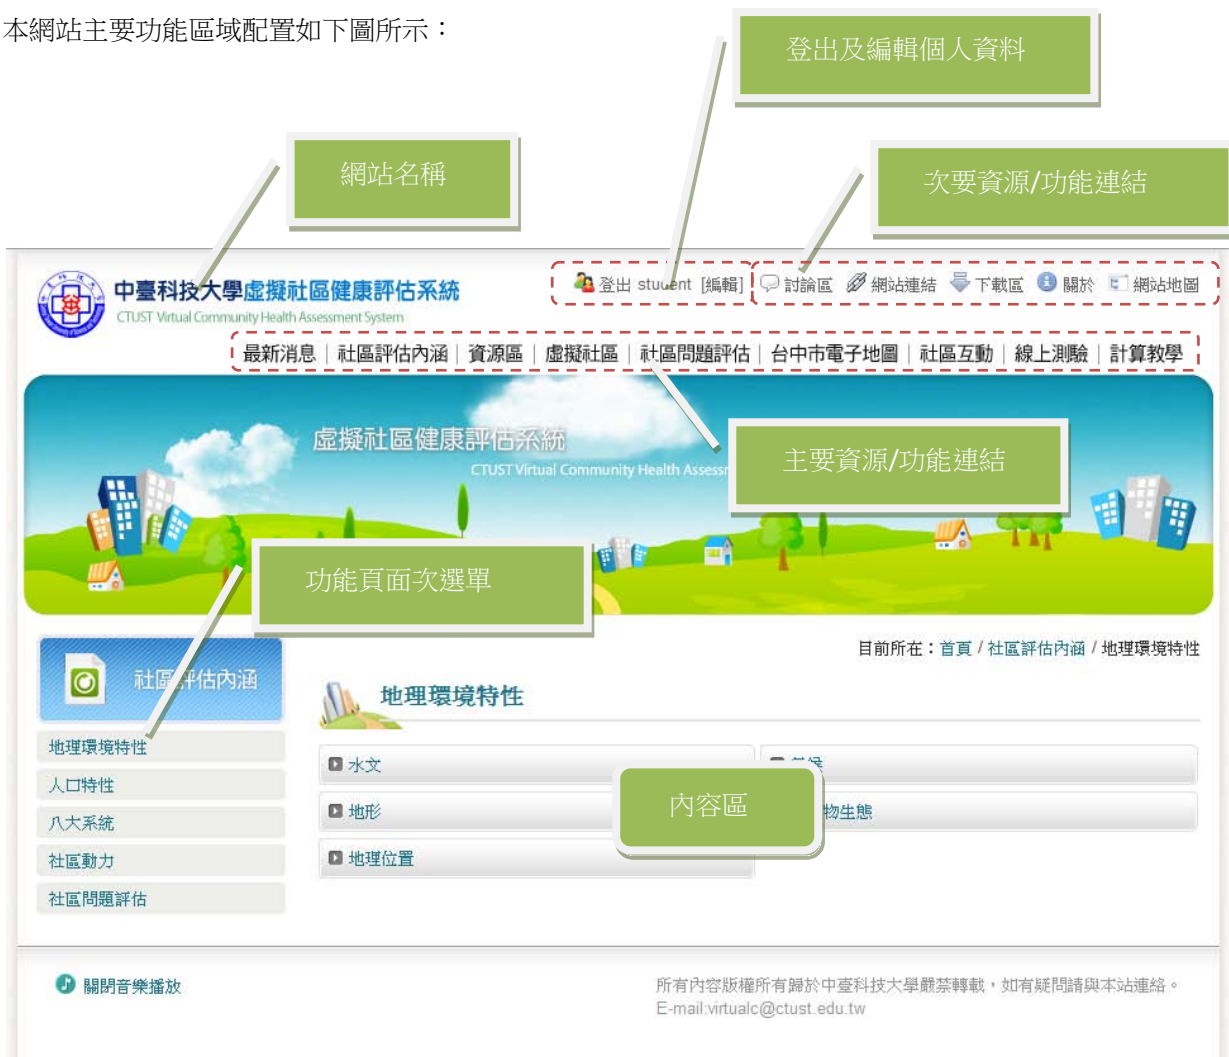 本網站主要功能區域配置如下圖所示：
登出及編輯個人資料
網站名稱
次要資源/功能連結
中臺科技大學虛擬社區健康評估系統
CTUST Virtual Community Health Assessment System
登出 student [編輯] 討論區 網站連結 下載區 關於 網站地圖
最新消息 | 社區評估內涵 | 資源區 | 虛擬社區 | 社區問題評估 | 台中市電子地圖 | 社區互動 | 線上測驗 | 計算教學
虛擬社區健康評估系統
CTUST Virtual Community Health Assess
主要資源/功能連結
功能頁面次選單
目前所在：首頁 / 社區評估內涵 / 地理環境特性
社區評估內涵
地理環境特性
地理環境特性
人口特性
八大系統
社區動力
社區問題評估
水文
地形
物生態
地理位置
內容區
關閉音樂播放
所有內容版權所有歸於中臺科技大學嚴禁轉載，如有疑問請與本站連絡。
E-mail:virtualc@ctust.edu.tw